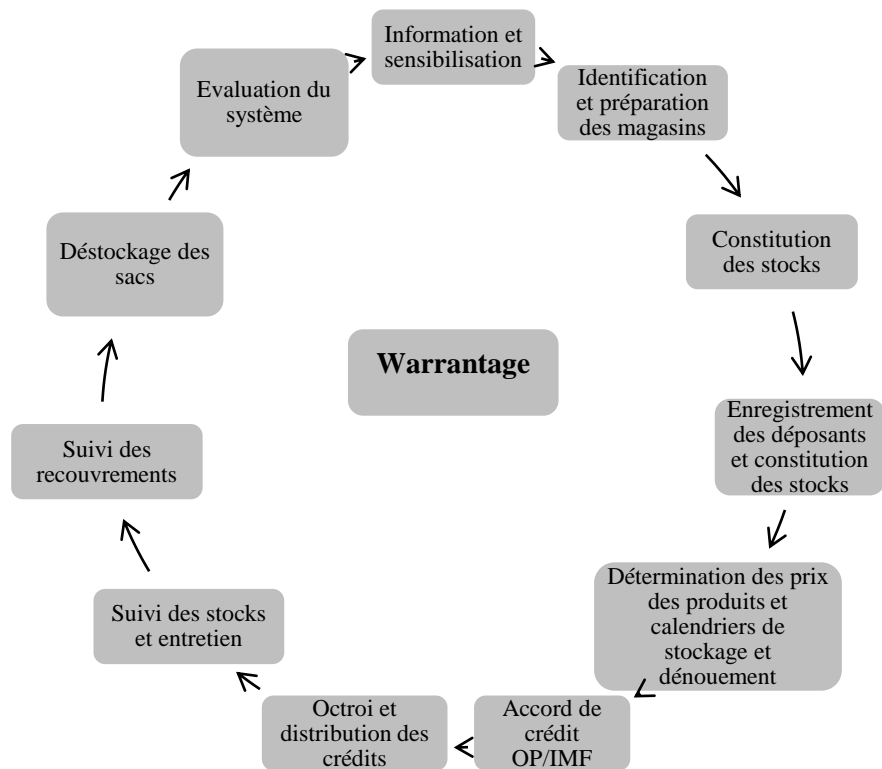 Information et
sensibilisation
Identification
et préparation
des magasins
Constitution
des stocks
Enregistrement
des déposants
et constitution
des stocks
Détermination des prix
des produits et
calendriers de
stockage et
dénouement
Accord de
crédit
OP/IMF
Octroi et
distribution des
crédits
Suivi des stocks
et entretien
Suivi des
recouvrements
Déstockage des
sacs
Evaluation du
système
Warrantage